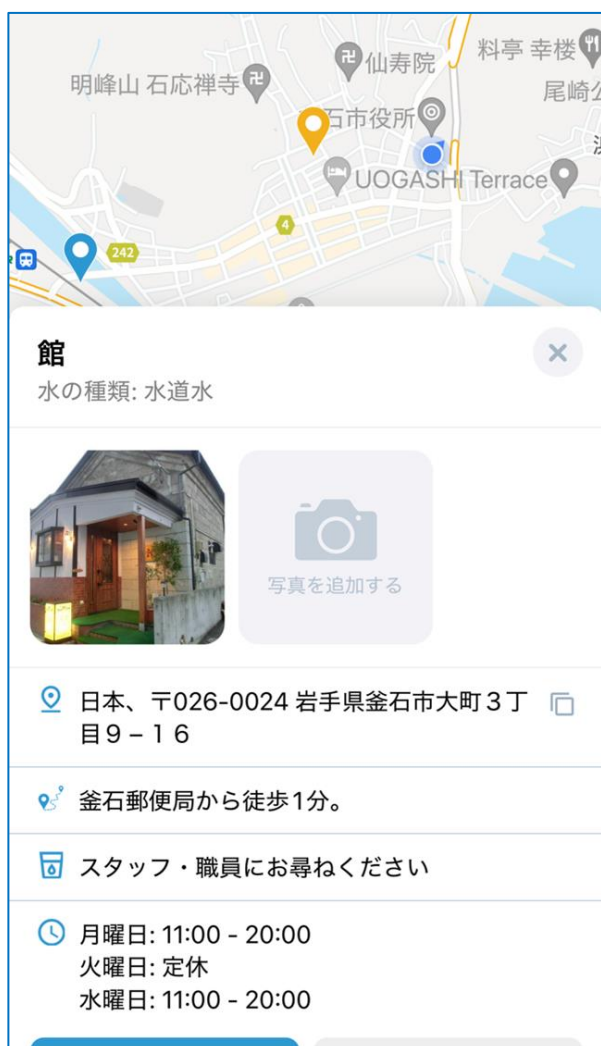 仙寿院
料亭 幸楼
明峰山 石応禅寺
尾崎公
石市役所
UOGASHI Terrace
4
242
館
水の種類: 水道水
写真を追加する
日本、〒026-0024 岩手県釜石市大町3丁
目9−16
釜石郵便局から徒歩1分。
スタッフ・職員にお尋ねください
月曜日: 11:00 - 20:00
火曜日: 定休
水曜日: 11:00 - 20:00